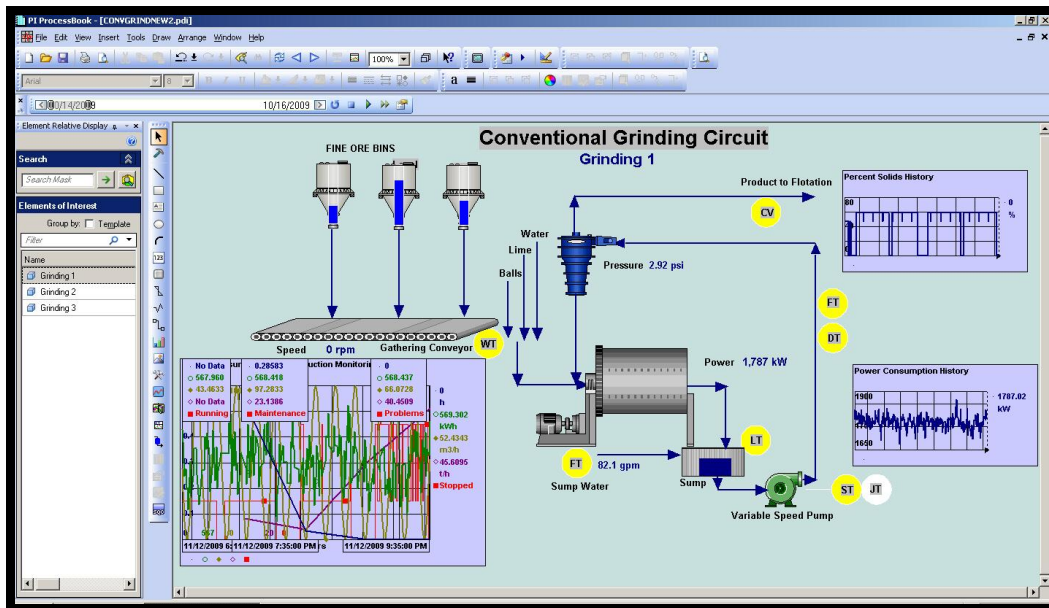 PI ProcessBook - [CONVGRINDNEW2.pdi]
File Edit View Insert Tools Draw Arrange Window Help
100%
Arial 8
10/16/2009
Element Relative Display
Search
Search Mask
Elements of Interest
Group by: Template
Filter
Name
Grinding 1
Grinding 2
Grinding 3
Conventional Grinding Circuit
Grinding 1
FINE ORE BINS
Product to Flotation
CV
Percent Solids History
80
0
%
Water
Lime
Balls
Pressure 2.92 psi
FT
DT
WT
Speed 0 rpm Gathering Conveyor
Power 1,787 kW
Power Consumption History
1900
1650
1787.02
kW
No Data
567.960
43.4633
No Data
Running
0.28583
568.418
97.2833
23.1386
Maintenance
uction Monitori
0
568.437
66.0728
48.4509
Problems
0
h
569.302
kWh
52.4343
m3/h
45.6095
t/h
Stopped
11/12/2009 7:35:00 PM
11/12/2009 9:35:00 PM
FT 82.1 gpm
Sump Water
LT
Sump
ST
JT
Variable Speed Pump